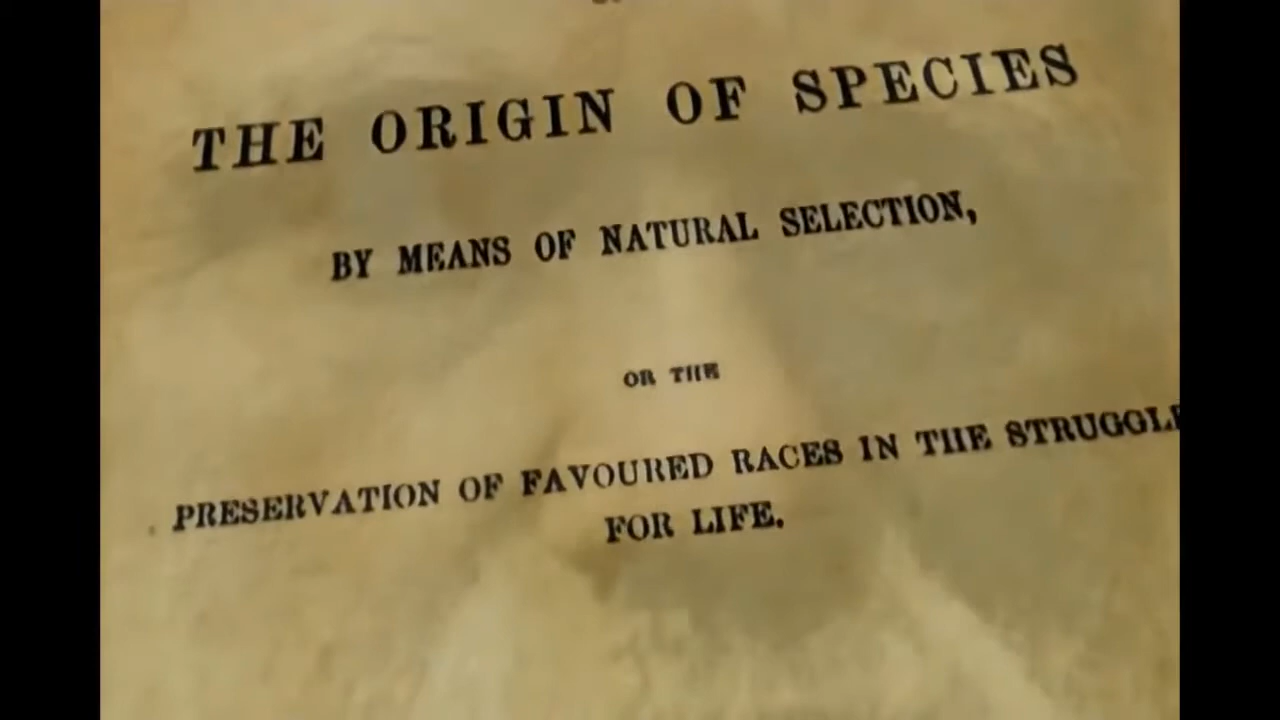 THE ORIGIN OF SPECIES
BY MEANS OF NATURAL SELECTION,
OR THE
PRESERVATION OF FAVOURED RACES IN THE STRUGGLE
FOR LIFE.